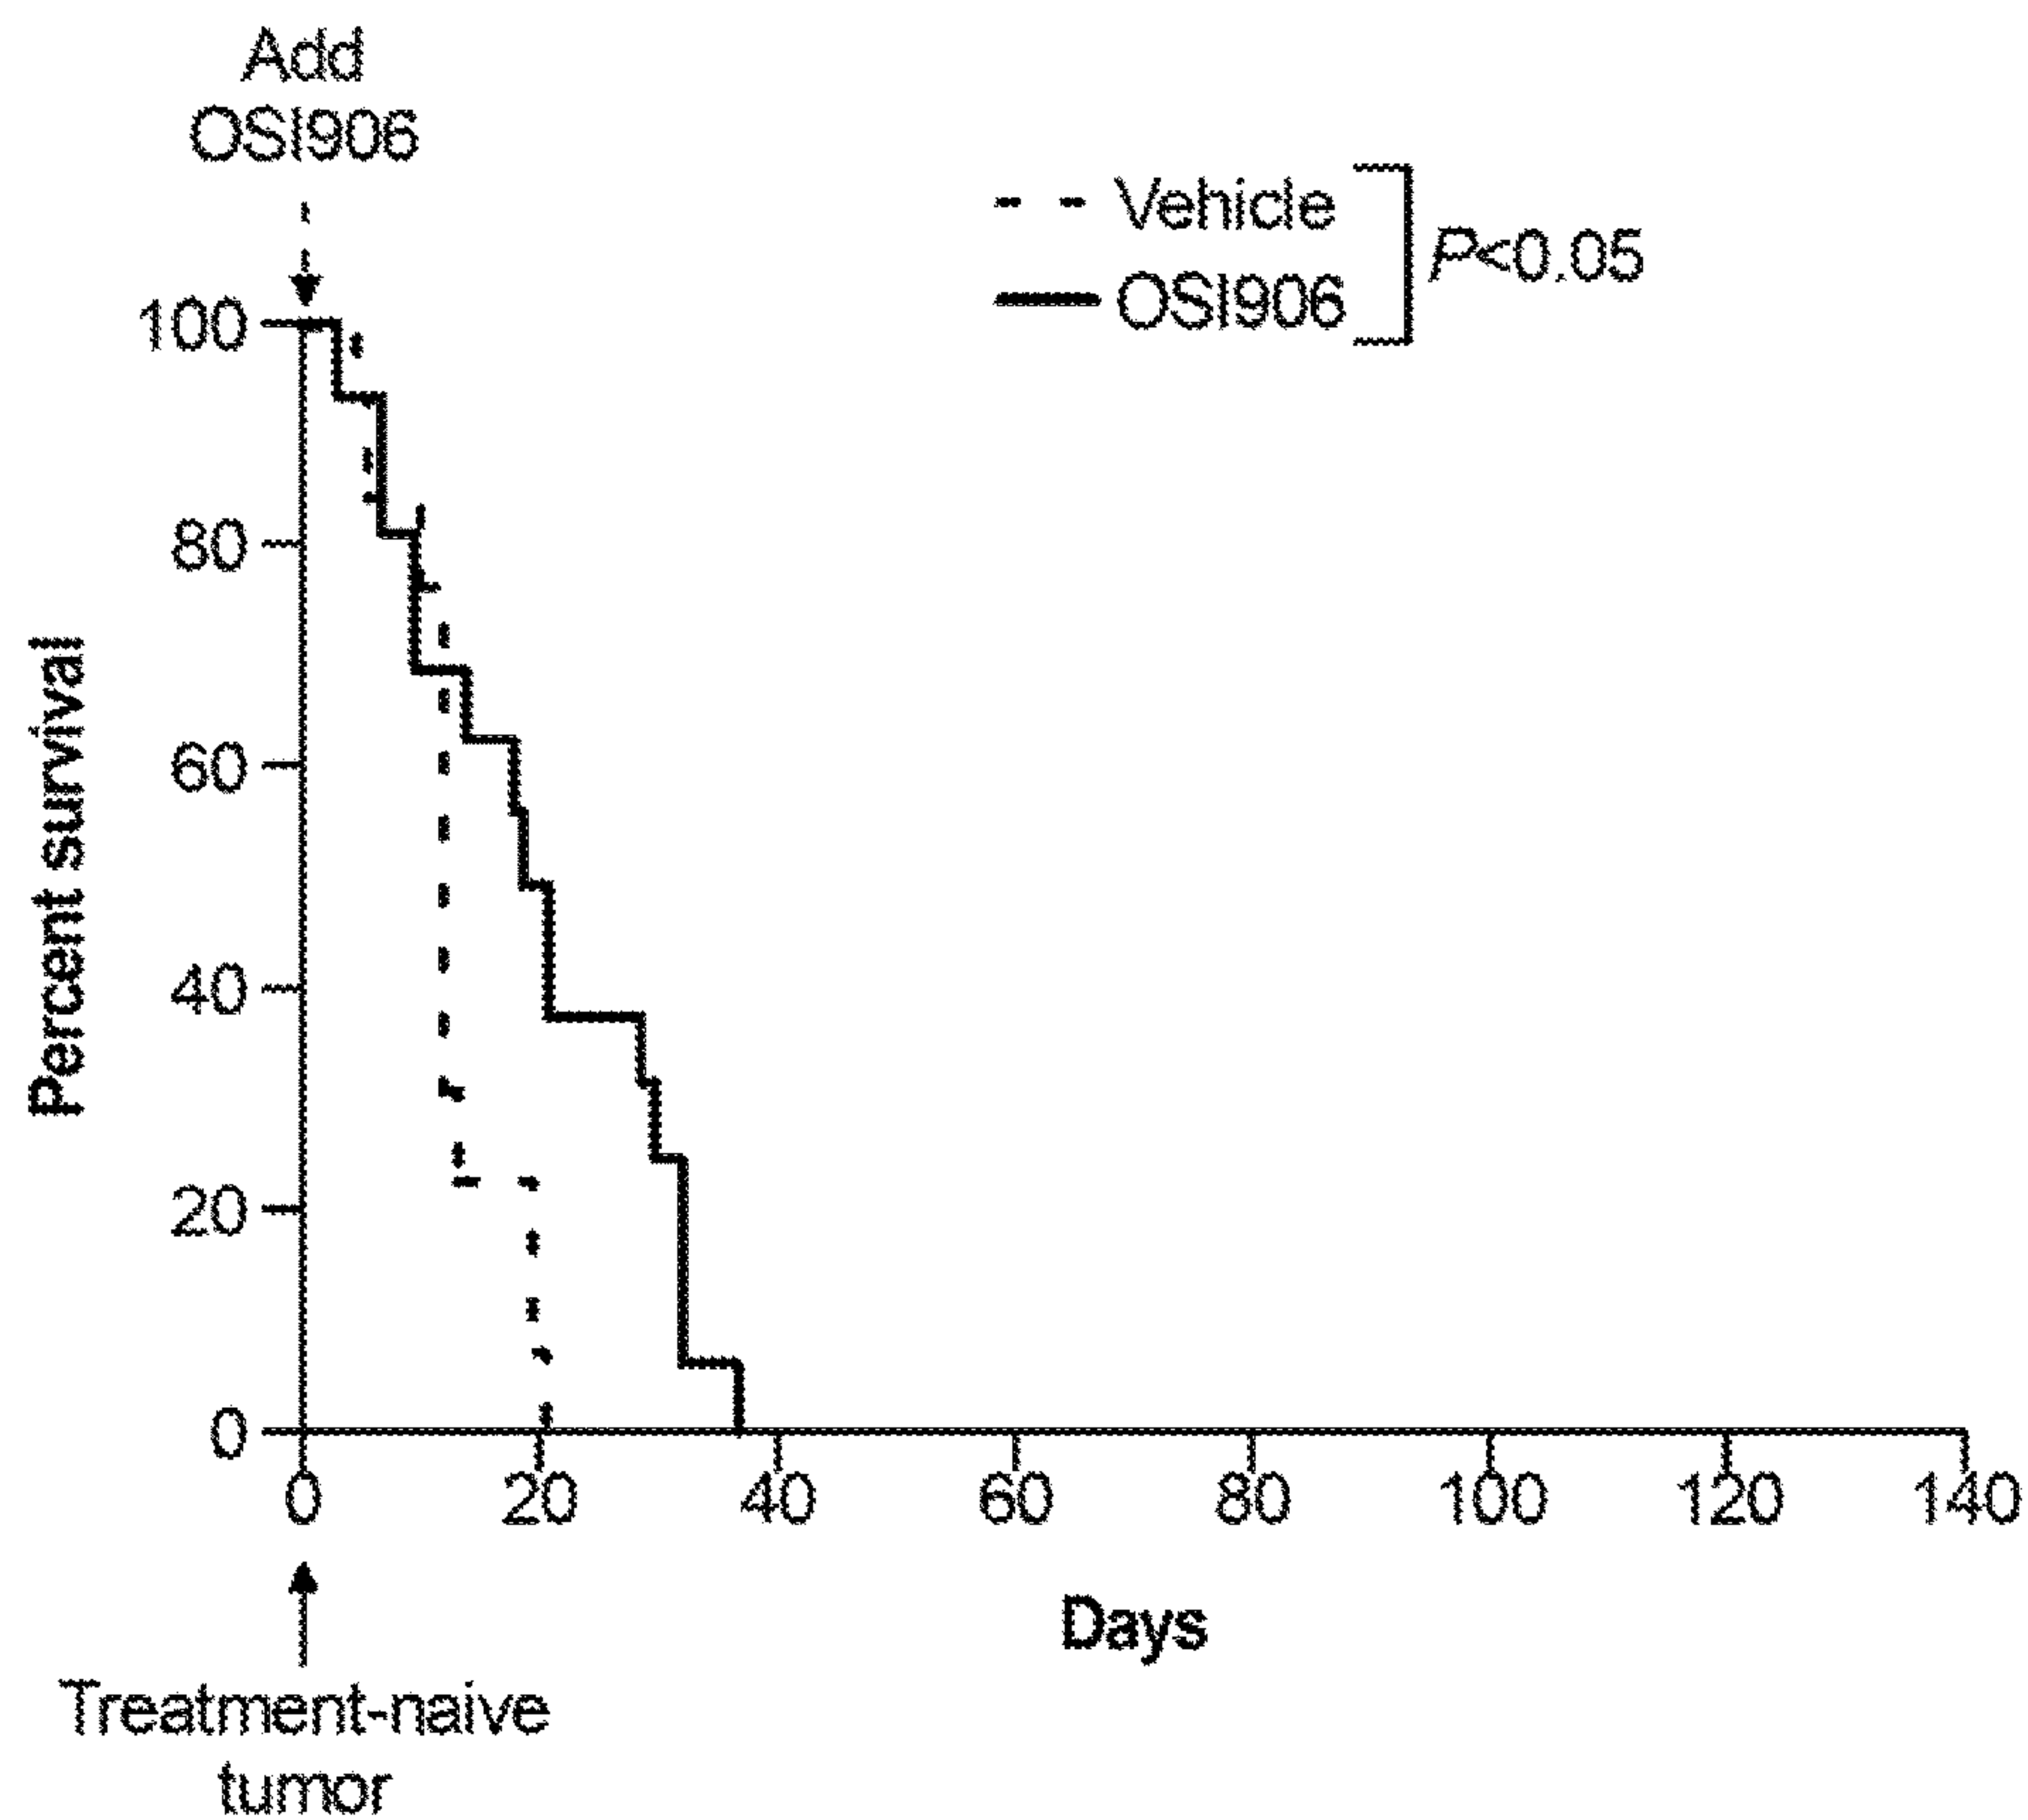 Add
OSI906
Vehicle
OSI906
P<0.05
100
80
60
40
20
0
Percent survival
0 20 40 60 80 100 120 140
Days
Treatment-naive
tumor